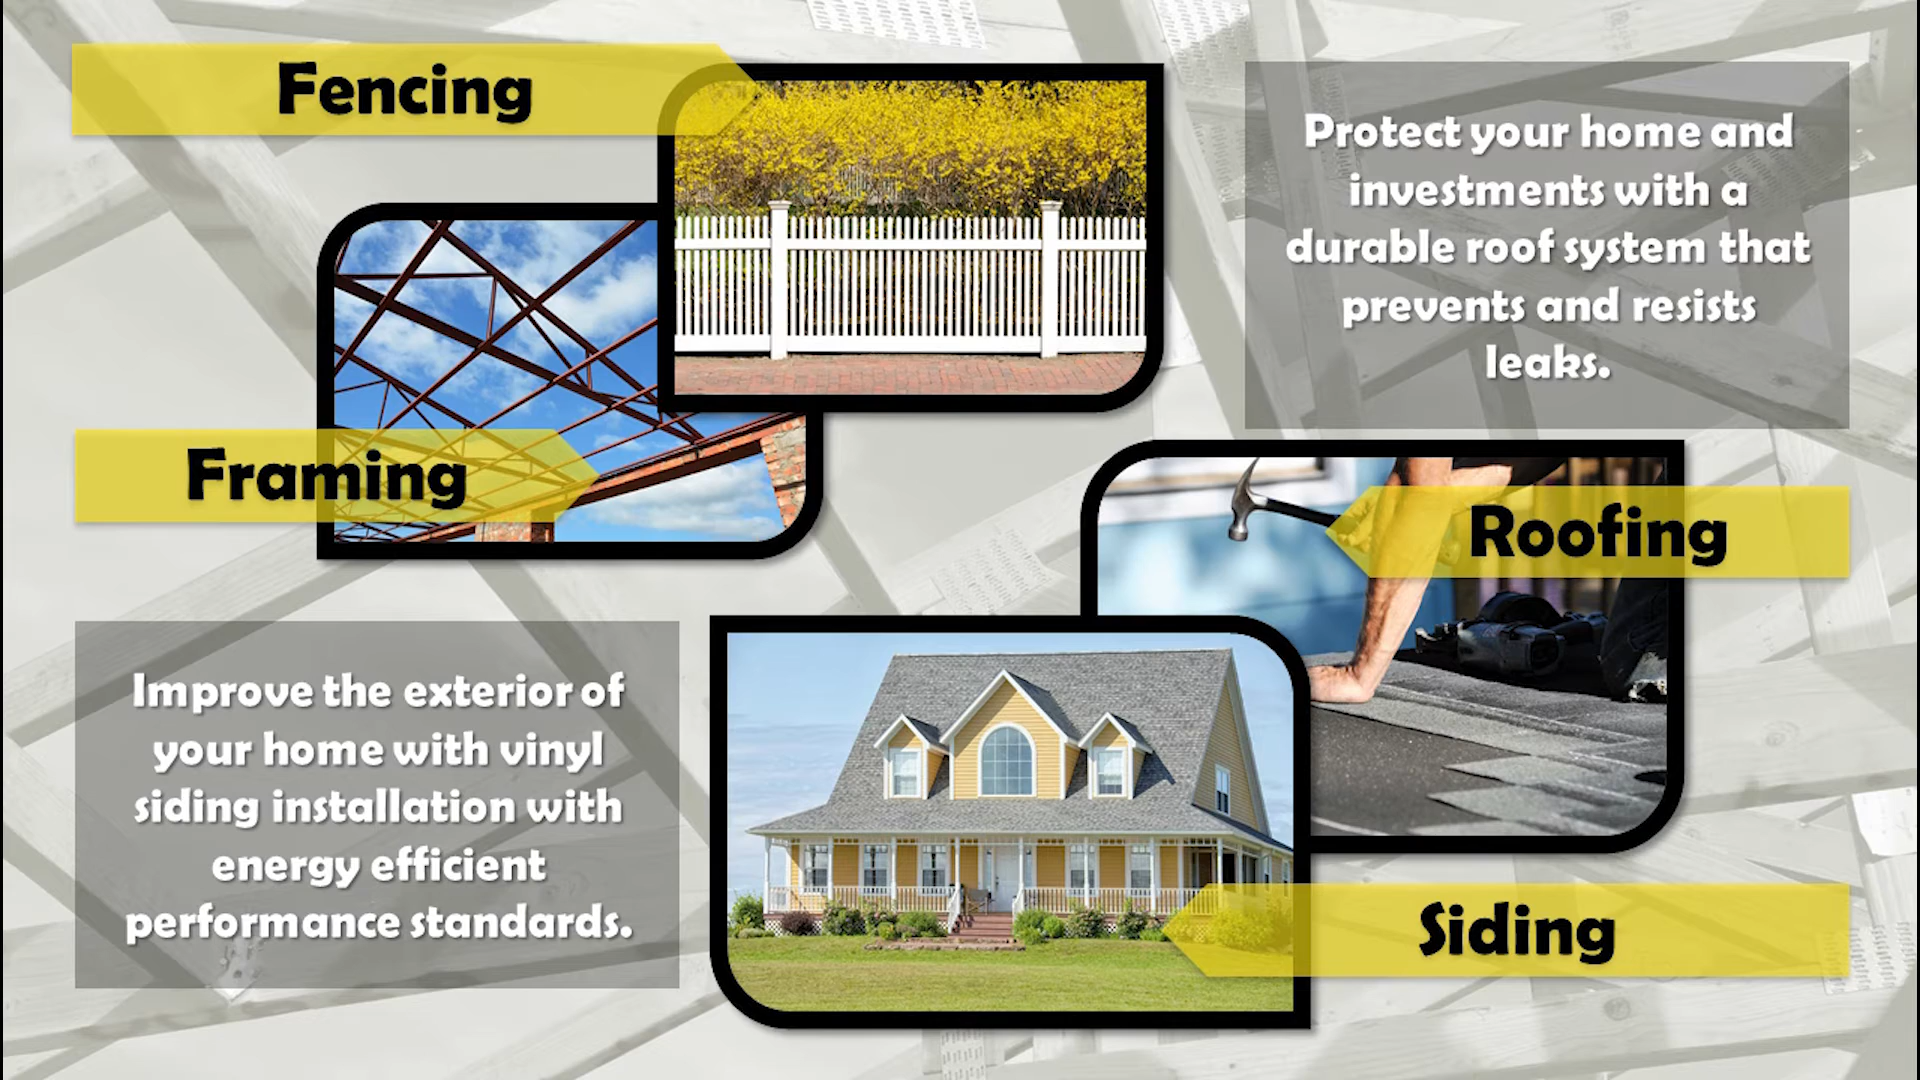 Fencing
Protect your home and
investments with a
durable roof system that
prevents and resists
leaks.
Framing
Roofing
Improve the exterior of
your home with vinyl
siding installation with
energy efficient
performance standards.
Siding